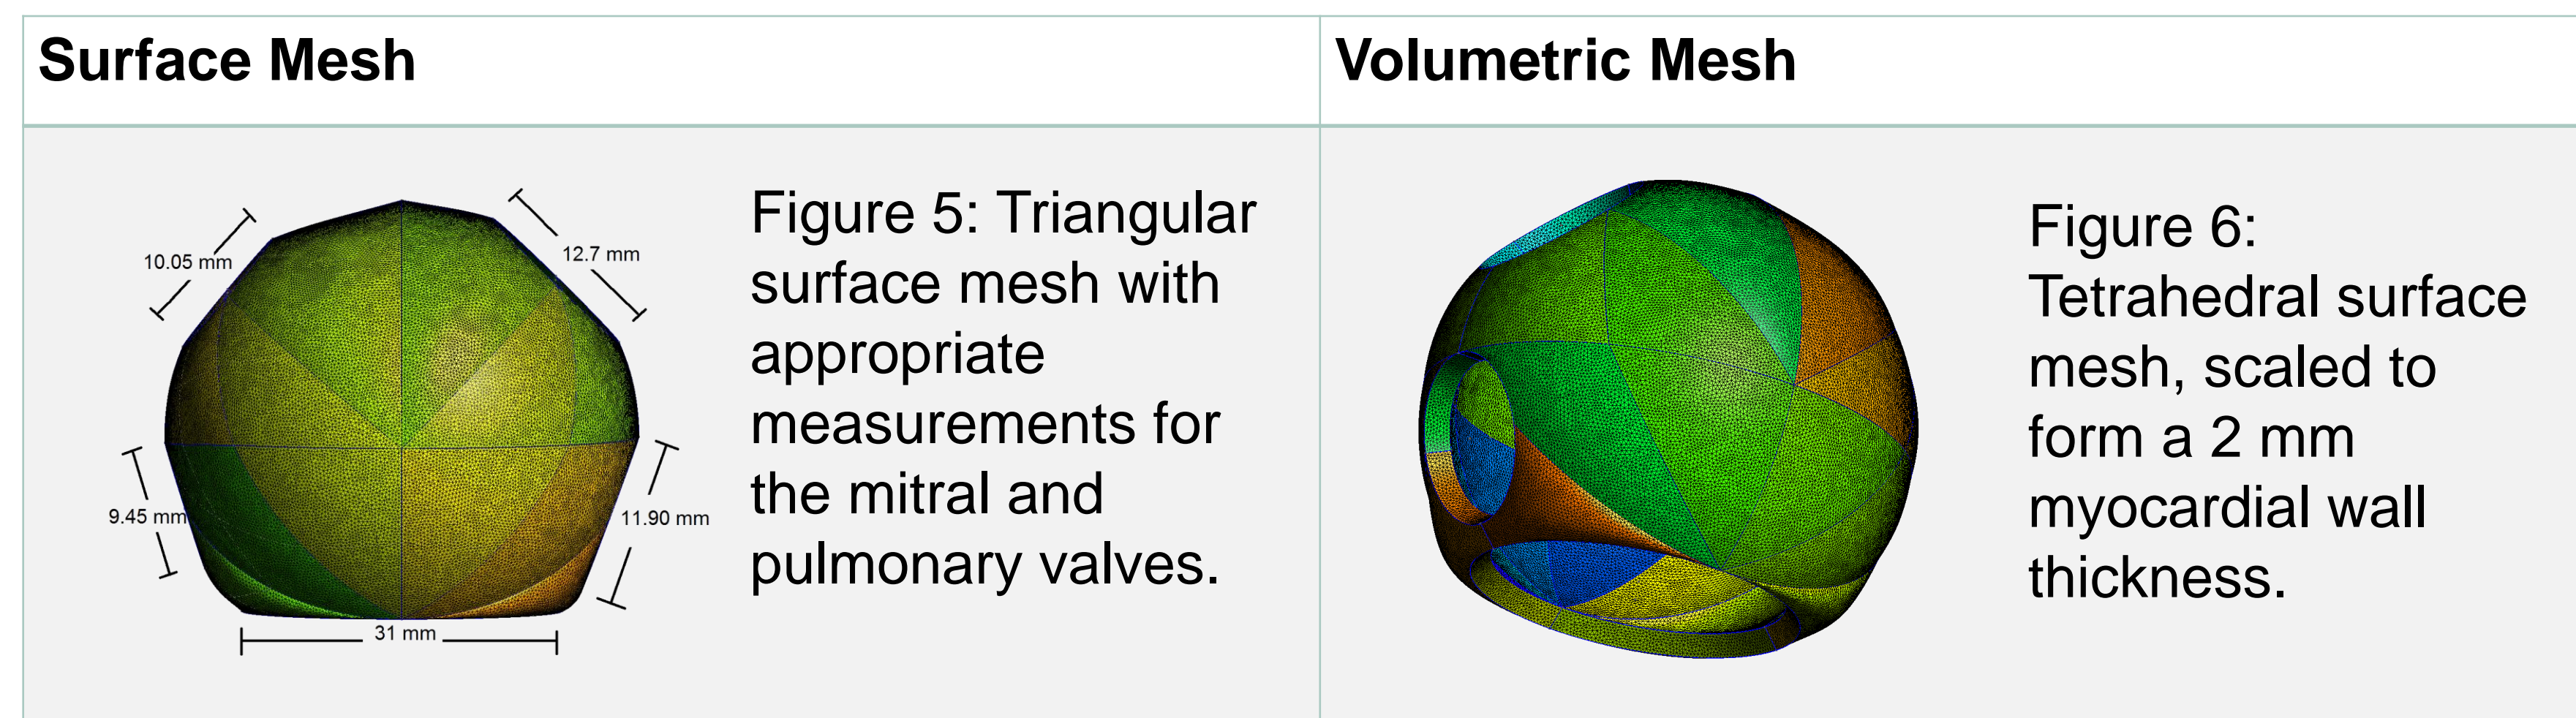 Surface Mesh
Volumetric Mesh
10.05 mm
12.7 mm
9.45 mm
11.90 mm
31 mm
Figure 5: Triangular
surface mesh with
appropriate
measurements for
the mitral and
pulmonary valves.
Figure 6:
Tetrahedral surface
mesh, scaled to
form a 2 mm
myocardial wall
thickness.